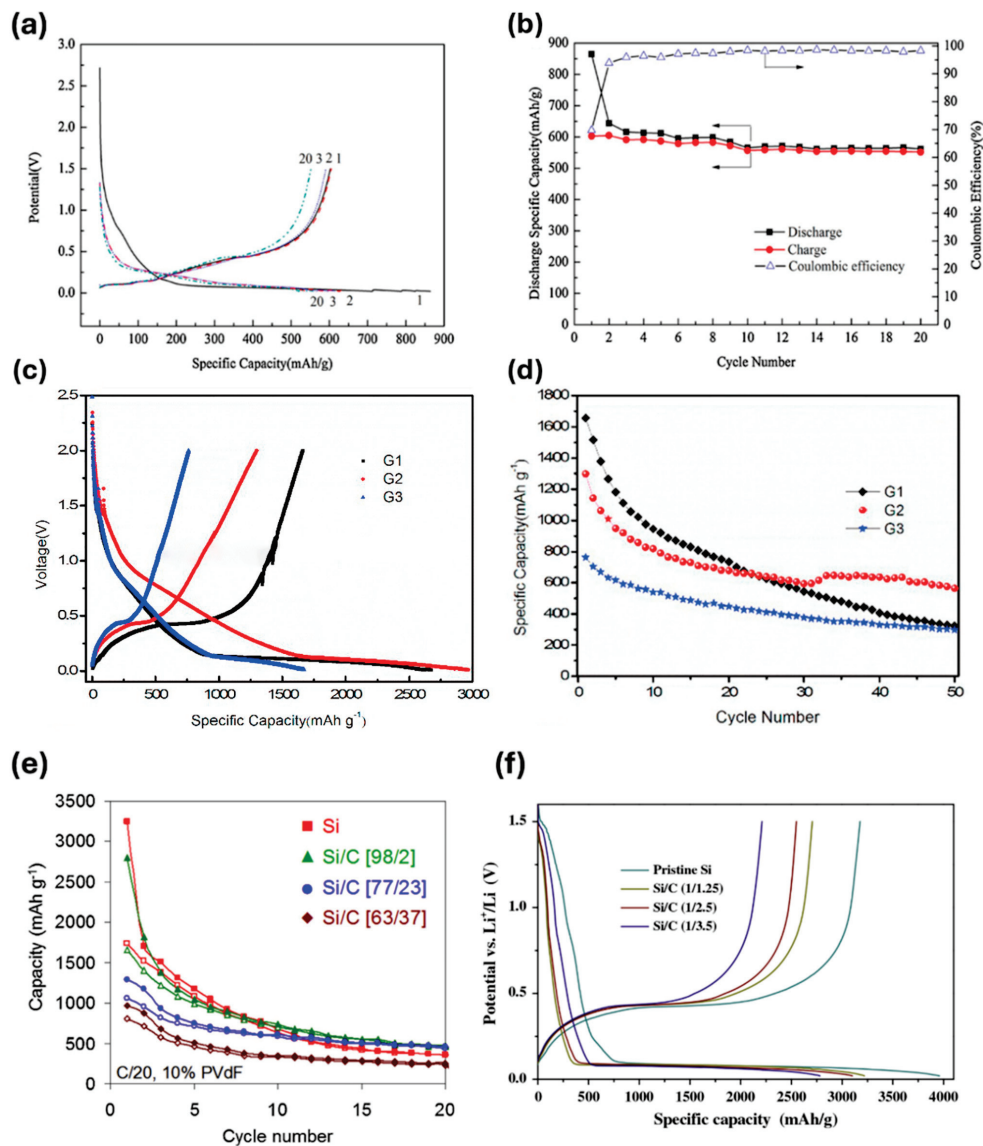 (a)
3.0
2.5
2.0
1.5
1.0
0.5
0.0
Potential(V)
20 3 2 1
20 3 2 1
0 100 200 300 400 500 600 700 800 900
Specific Capacity(mAh/g)
(b)
900
800
700
600
500
400
300
200
100
0
Discharge Specific Capacity(mAh/g)
100
90
80
70
60
50
40
30
20
10
0
Coulombic Efficiency(%)
Discharge
Charge
Coulombic efficiency
0 2 4 6 8 10 12 14 16 18 20
Cycle Number
(c)
2.5
2.0
1.5
1.0
0.5
0.0
Voltage(V)
G1
G2
G3
0 500 1000 1500 2000 2500 3000
Specific Capacity(mAh g⁻¹)
(d)
1800
1600
1400
1200
1000
800
600
400
200
0
Specific Capacity(mAh g⁻¹)
G1
G2
G3
0 10 20 30 40 50
Cycle Number
(e)
3500
3000
2500
2000
1500
1000
500
0
Capacity (mAh g⁻¹)
Si
Si/C [98/2]
Si/C [77/23]
Si/C [63/37]
C/20, 10% PVdF
0 5 10 15 20
Cycle number
(f)
1.5
1.0
0.5
0.0
Potential vs. Li⁺/Li (V)
Pristine Si
Si/C (1/1.25)
Si/C (1/2.5)
Si/C (1/3.5)
0 500 1000 1500 2000 2500 3000 3500 4000
Specific capacity (mAh/g)